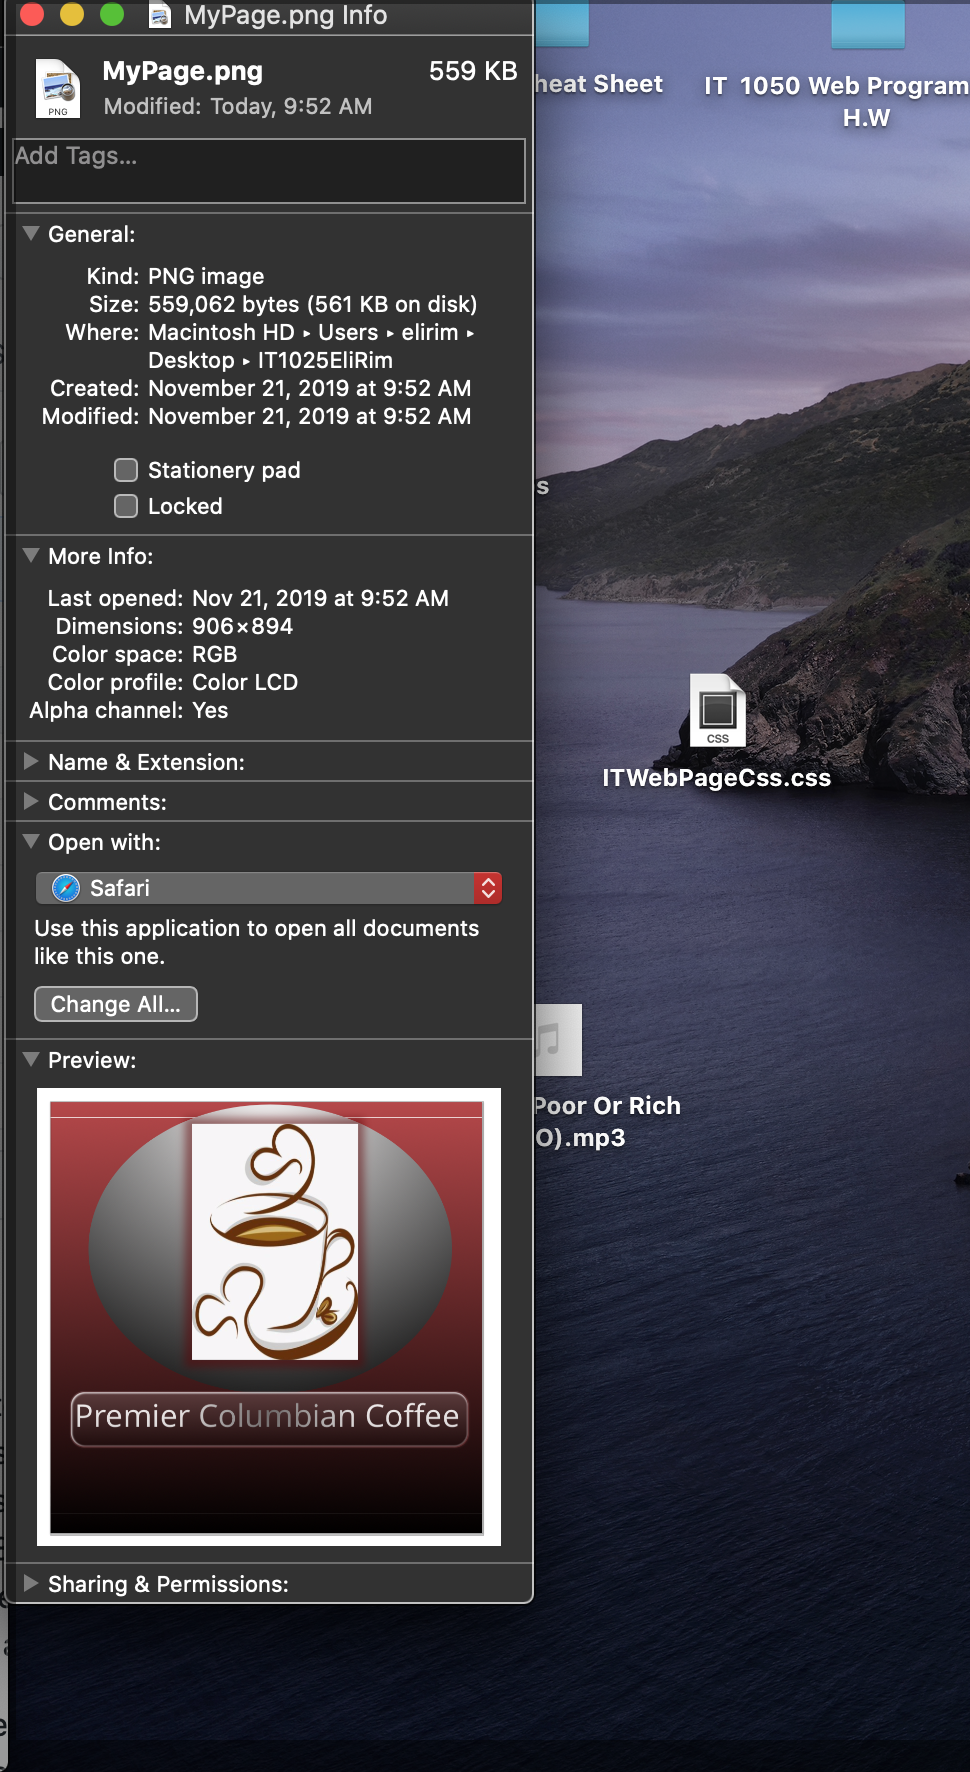 MyPage.png Info
MyPage.png 559 KB
Modified: Today, 9:52 AM
PNG
Add Tags...
General:
Kind: PNG image
Size: 559,062 bytes (561 KB on disk)
Where: Macintosh HD ▸ Users ▸ elirim ▸
Desktop ▸ IT1025EliRim
Created: November 21, 2019 at 9:52 AM
Modified: November 21, 2019 at 9:52 AM
Stationery pad
Locked
More Info:
Last opened: Nov 21, 2019 at 9:52 AM
Dimensions: 906×894
Color space: RGB
Color profile: Color LCD
Alpha channel: Yes
Name & Extension:
Comments:
Open with:
Safari
Use this application to open all documents
like this one.
Change All...
Preview:
Premier Columbian Coffee
Sharing & Permissions:
heat Sheet
IT 1050 Web Program
H.W
s
CSS
ITWebPageCss.css
Poor Or Rich
O).mp3